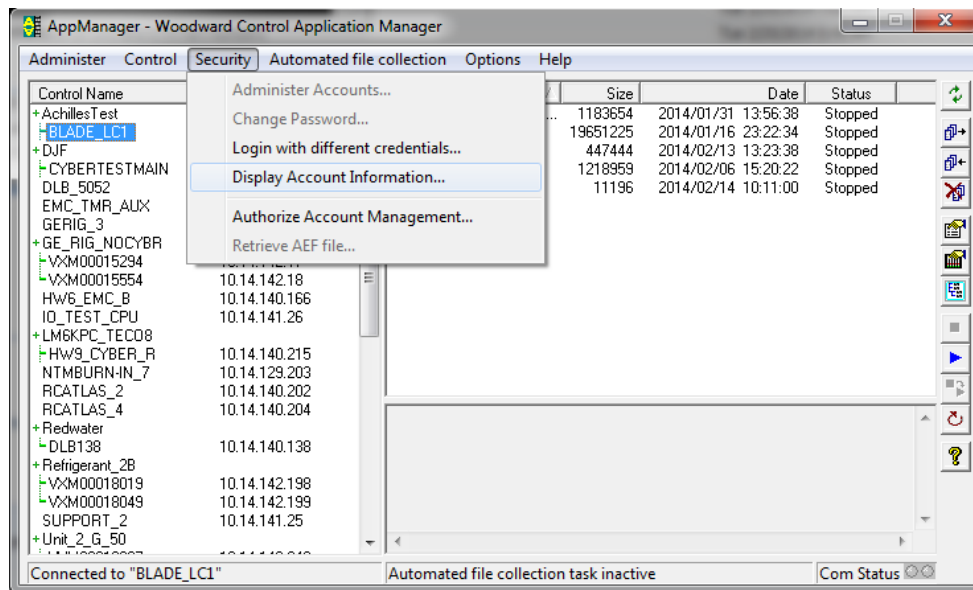 AppManager - Woodward Control Application Manager
Administer Control Security Automated file collection Options Help
Control Name
+AchillesTest
BLADE_LC1
+DJF
CYBERTESTMAIN
DLB_5052
EMC_TMR_AUX
GERIG_3
+GE_RIG_NOCYBR
VXM00015294
VXM00015554 10.14.142.18
HW6_EMC_B 10.14.140.166
IO_TEST_CPU 10.14.141.26
+LM6KPC_TECO8
HW9_CYBER_R 10.14.140.215
NTMBURN-IN_7 10.14.129.203
RCATLAS_2 10.14.140.202
RCATLAS_4 10.14.140.204
+Redwater
DLB138 10.14.140.138
+Refrigerant_2B
VXM00018019 10.14.142.198
VXM00018049 10.14.142.199
SUPPORT_2 10.14.141.25
+Unit_2_G_50
Administer Accounts...
Change Password...
Login with different credentials...
Display Account Information...
Authorize Account Management...
Retrieve AEF file...
Size Date Status
... 1183654 2014/01/31 13:56:38 Stopped
19651225 2014/01/16 23:22:34 Stopped
447444 2014/02/13 13:23:38 Stopped
1218959 2014/02/06 15:20:22 Stopped
11196 2014/02/14 10:11:00 Stopped
Connected to "BLADE_LC1" Automated file collection task inactive Com Status